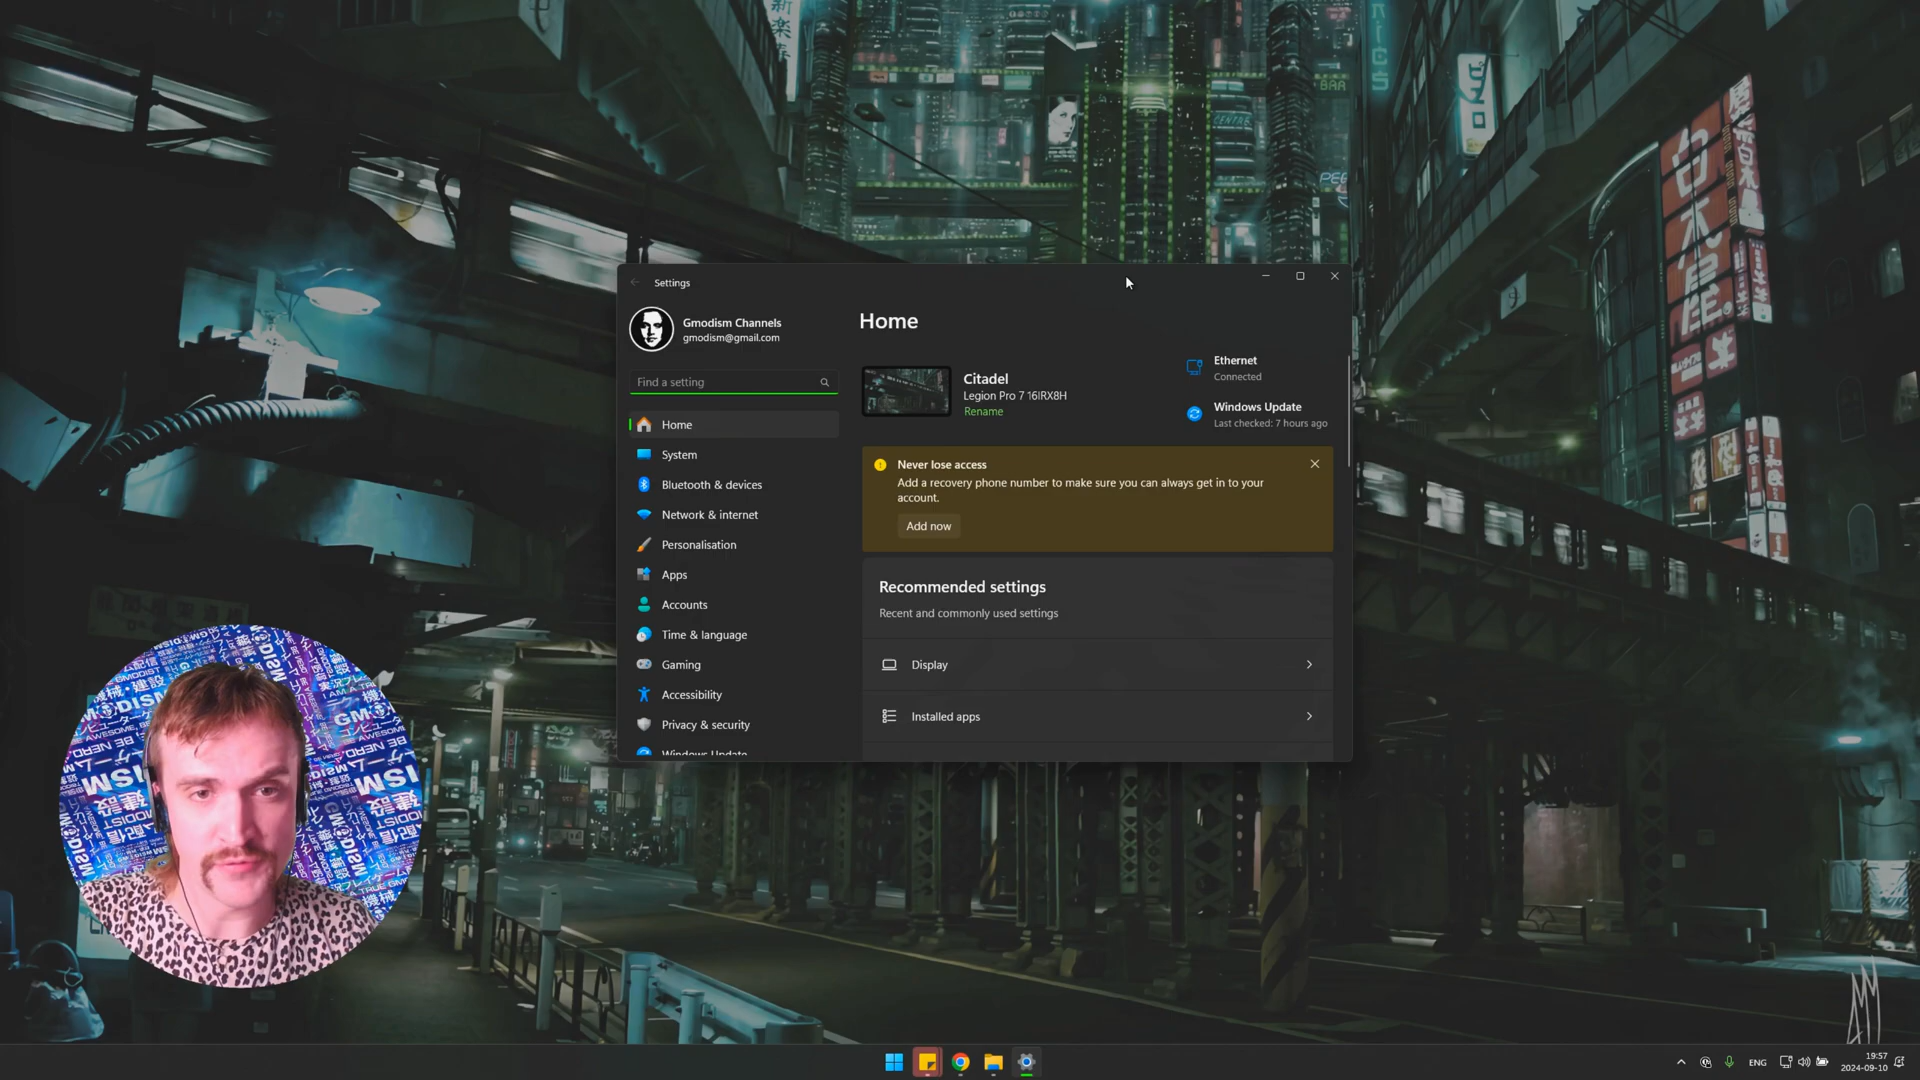 Settings
Gmodism Channels
gmodism@gmail.com
Find a setting
Home
System
Bluetooth & devices
Network & internet
Personalisation
Apps
Accounts
Time & language
Gaming
Accessibility
Privacy & security
Windows Update
Home
Citadel
Legion Pro 7 16IRX8H
Rename
Ethernet
Connected
Windows Update
Last checked: 7 hours ago
Never lose access
Add a recovery phone number to make sure you can always get in to your
account.
Add now
Recommended settings
Recent and commonly used settings
Display
Installed apps
BAR
CENTRE
ENG
19:57
2024-09-10